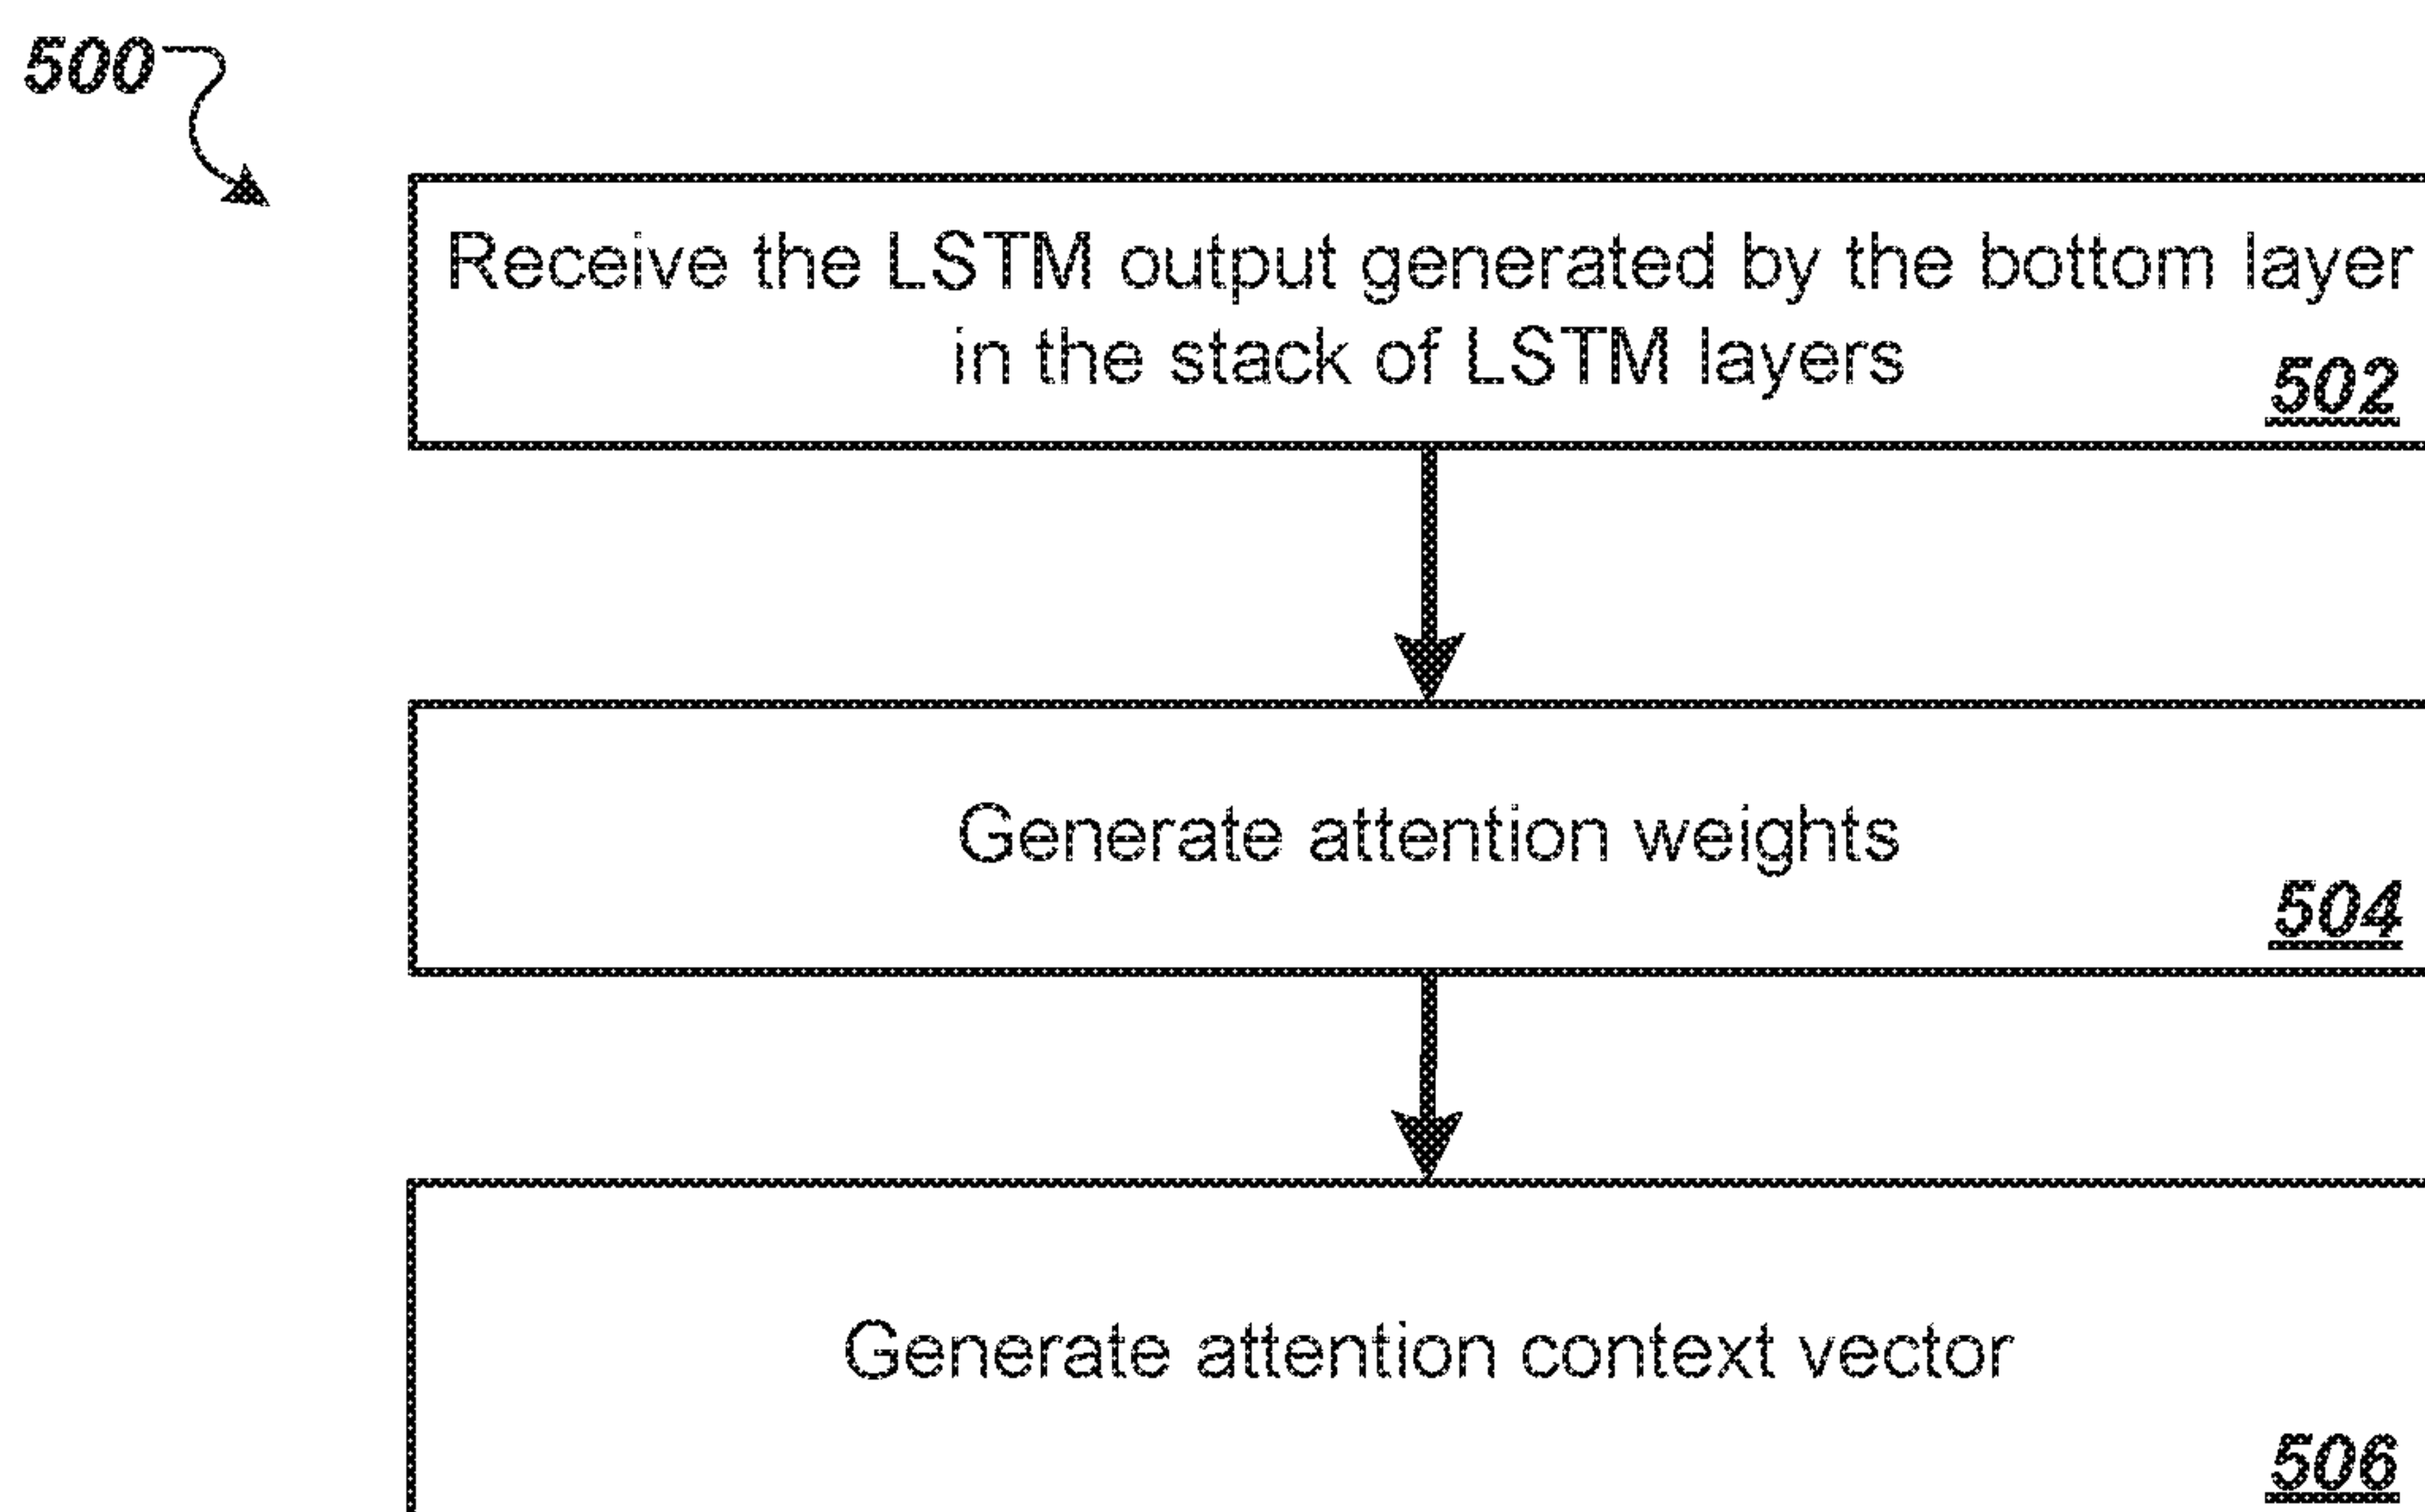 500
Receive the LSTM output generated by the bottom layer
in the stack of LSTM layers
502
Generate attention weights
504
Generate attention context vector
506